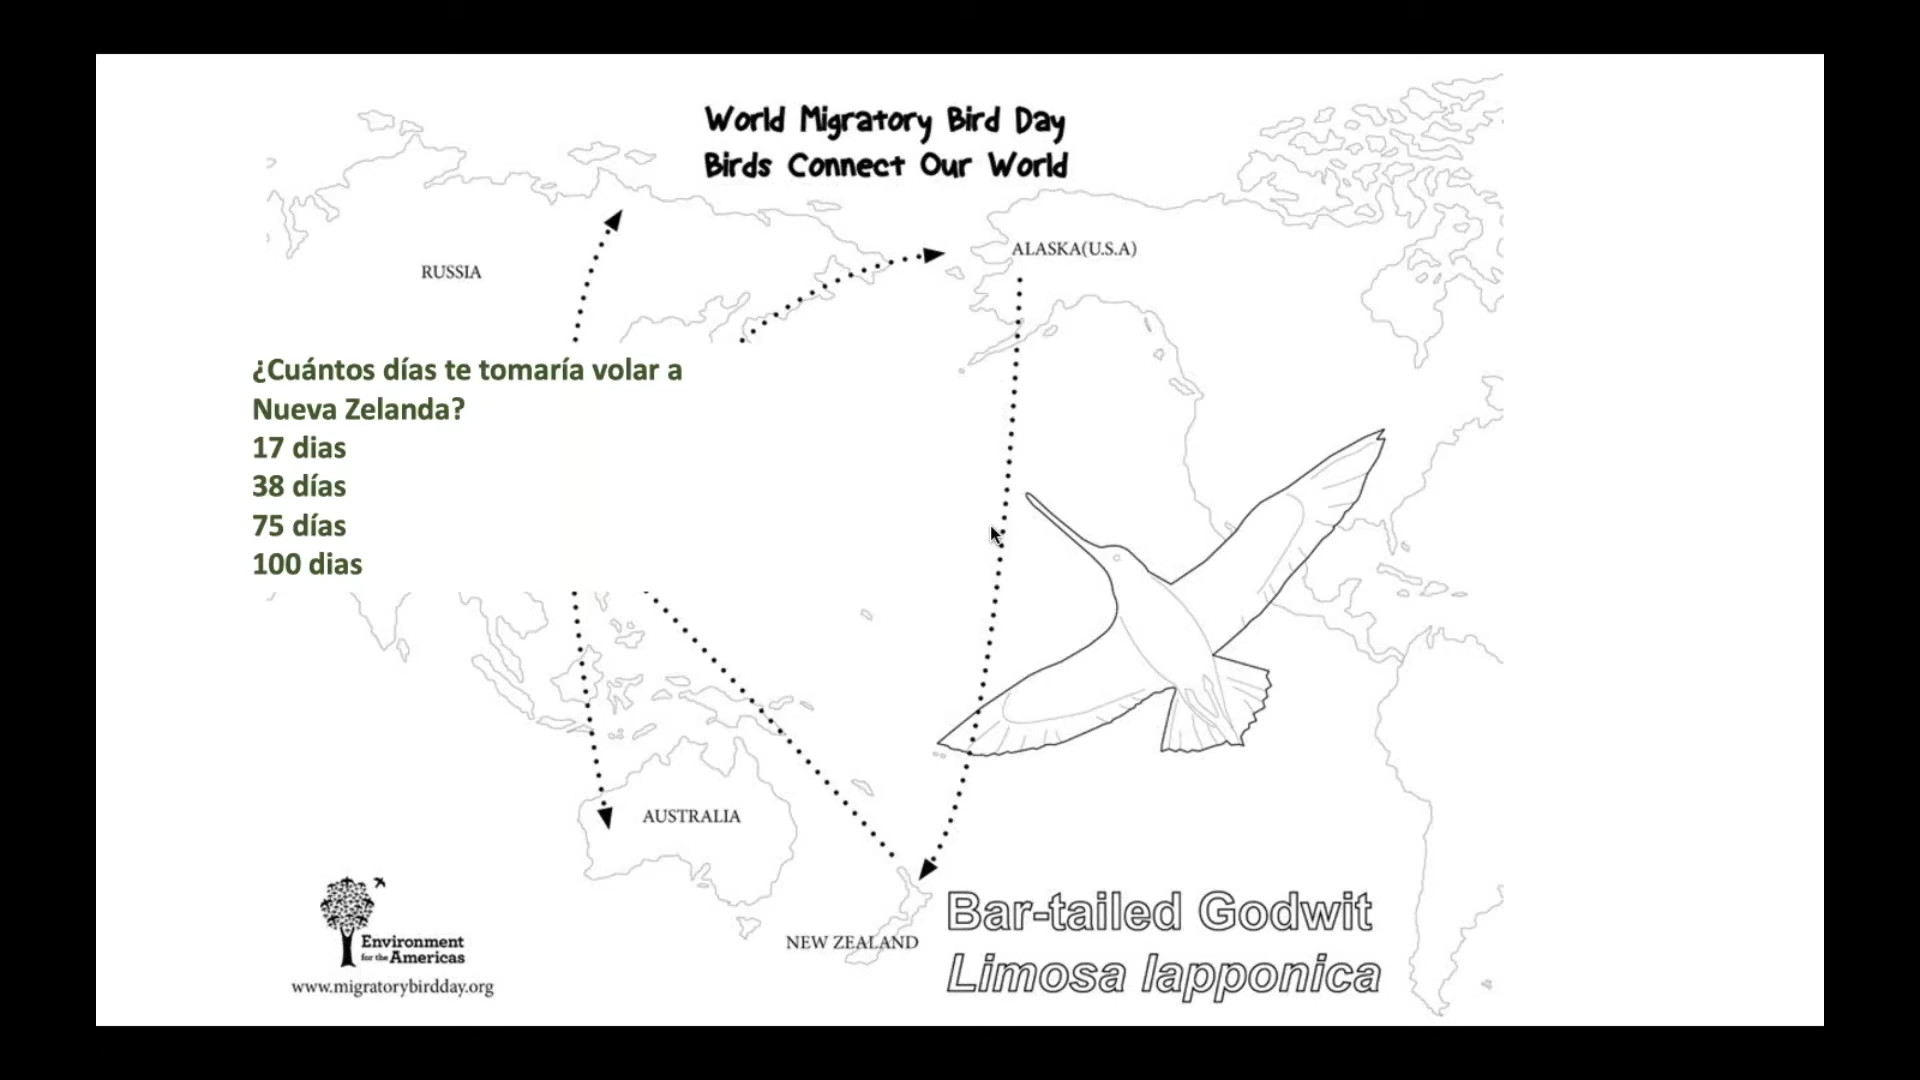 World Migratory Bird Day
Birds Connect Our World
ALASKA(U.S.A)
RUSSIA
¿Cuántos días te tomaría volar a
Nueva Zelanda?
17 dias
38 días
75 días
100 dias
AUSTRALIA
NEW ZEALAND
Bar-tailed Godwit
Limosa lapponica
Environment
for the Americas
www.migratorybirdday.org